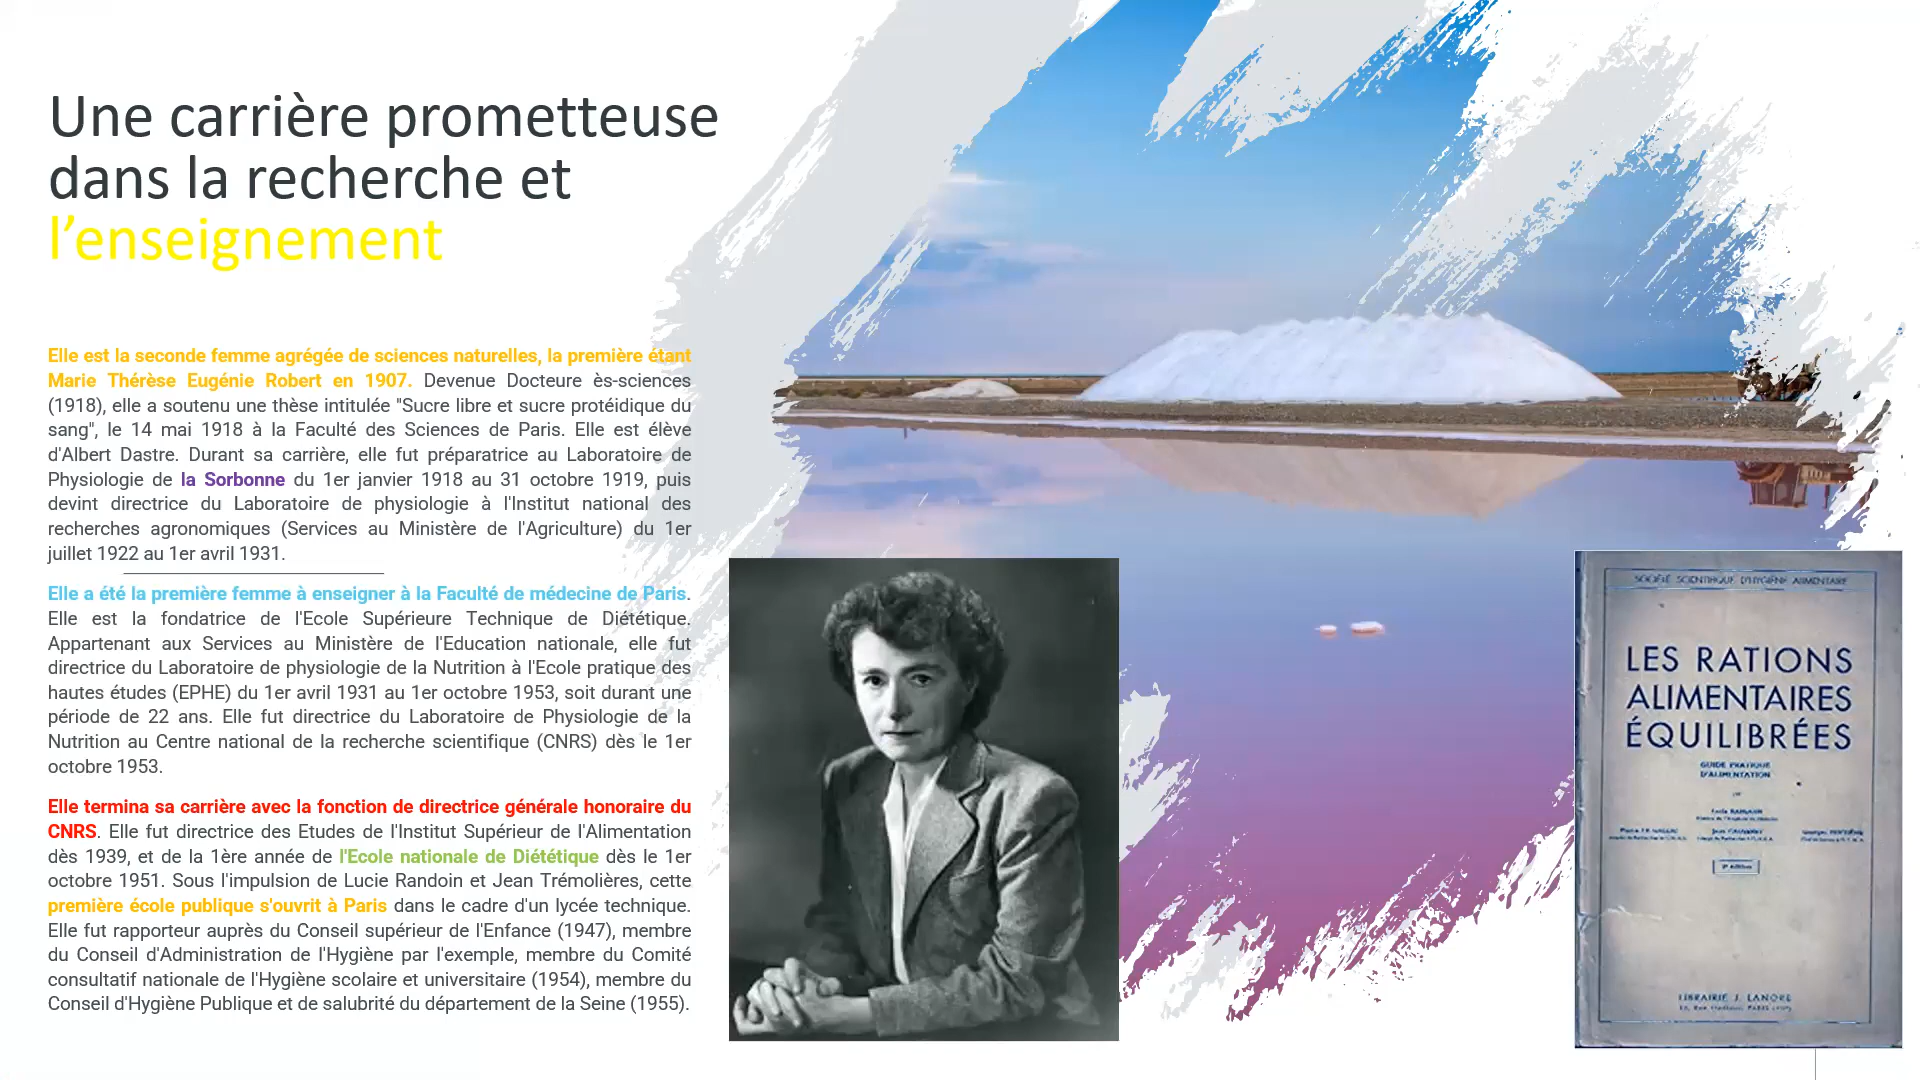 Une carrière prometteuse
dans la recherche et
l’enseignement
Elle est la seconde femme agrégée de sciences naturelles, la première étant
Marie Thérèse Eugénie Robert en 1907. Devenue Docteure ès-sciences
(1918), elle a soutenu une thèse intitulée "Sucre libre et sucre protéidique du
sang", le 14 mai 1918 à la Faculté des Sciences de Paris. Elle est élève
d'Albert Dastre. Durant sa carrière, elle fut préparatrice au Laboratoire de
Physiologie de la Sorbonne du 1er janvier 1918 au 31 octobre 1919, puis
devint directrice du Laboratoire de physiologie à l'Institut national des
recherches agronomiques (Services au Ministère de l'Agriculture) du 1er
juillet 1922 au 1er avril 1931.
Elle a été la première femme à enseigner à la Faculté de médecine de Paris.
Elle est la fondatrice de l'Ecole Supérieure Technique de Diététique.
Appartenant aux Services au Ministère de l'Education nationale, elle fut
directrice du Laboratoire de physiologie de la Nutrition à l'Ecole pratique des
hautes études (EPHE) du 1er avril 1931 au 1er octobre 1953, soit durant une
période de 22 ans. Elle fut directrice du Laboratoire de Physiologie de la
Nutrition au Centre national de la recherche scientifique (CNRS) dès le 1er
octobre 1953.
Elle termina sa carrière avec la fonction de directrice générale honoraire du
CNRS. Elle fut directrice des Etudes de l'Institut Supérieur de l'Alimentation
dès 1939, et de la 1ère année de l'Ecole nationale de Diététique dès le 1er
octobre 1951. Sous l'impulsion de Lucie Randoin et Jean Trémolières, cette
première école publique s'ouvrit à Paris dans le cadre d'un lycée technique.
Elle fut rapporteur auprès du Conseil supérieur de l'Enfance (1947), membre
du Conseil d'Administration de l'Hygiène par l'exemple, membre du Comité
consultatif nationale de l'Hygiène scolaire et universitaire (1954), membre du
Conseil d'Hygiène Publique et de salubrité du département de la Seine (1955).
SOCIÉTÉ SCIENTIFIQUE D'HYGIÈNE ALIMENTAIRE
LES RATIONS
ALIMENTAIRES
ÉQUILIBRÉES
GUIDE PRATIQUE
D'ALIMENTATION
LIBRAIRIE J. LANORE